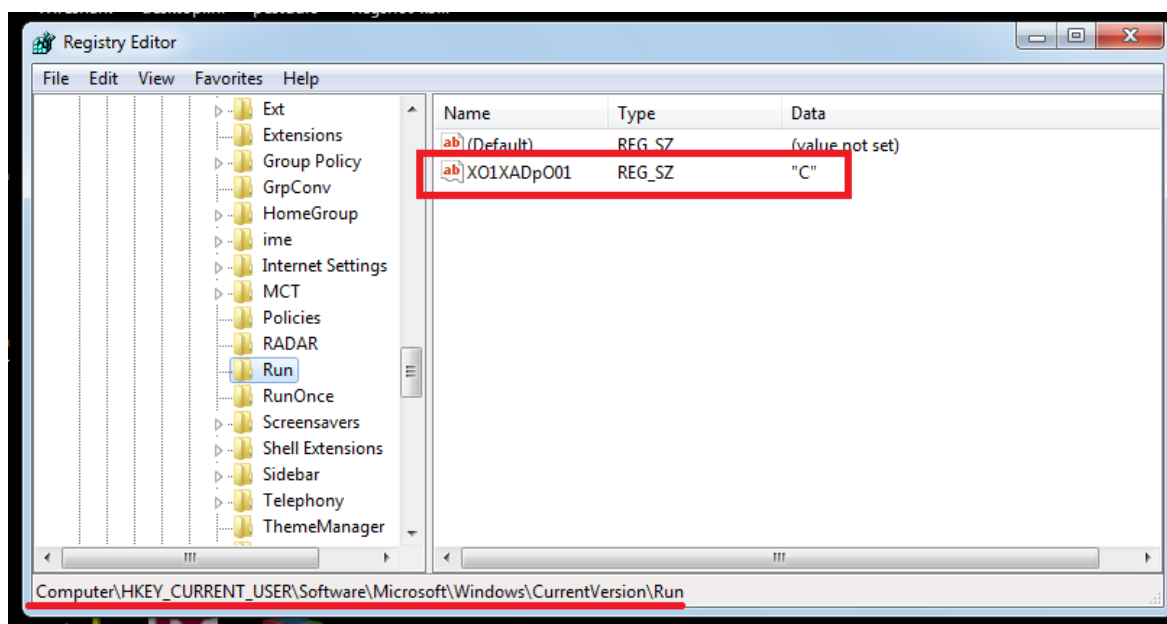 Registry Editor
File Edit View Favorites Help
Ext
Extensions
Group Policy
GrpConv
HomeGroup
ime
Internet Settings
MCT
Policies
RADAR
Run
RunOnce
Screensavers
Shell Extensions
Sidebar
Telephony
ThemeManager
Name Type Data
ab (Default) REG_SZ (value not set)
ab XO1XADpO01 REG_SZ "C"
Computer\HKEY_CURRENT_USER\Software\Microsoft\Windows\CurrentVersion\Run